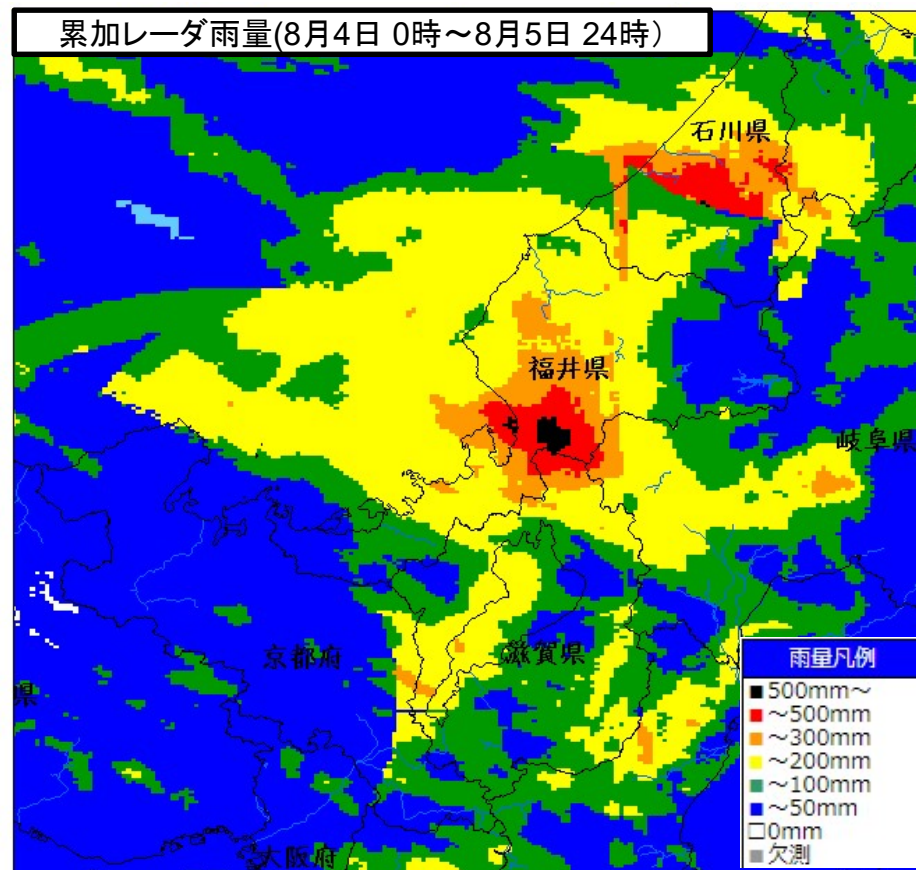 累加レーダ雨量(8月4日 0時～8月5日 24時）
石川県
福井県
岐阜県
京都府
滋賀県
県
大阪府
雨量凡例
500mm～
～500mm
～300mm
～200mm
～100mm
～50mm
0mm
欠測